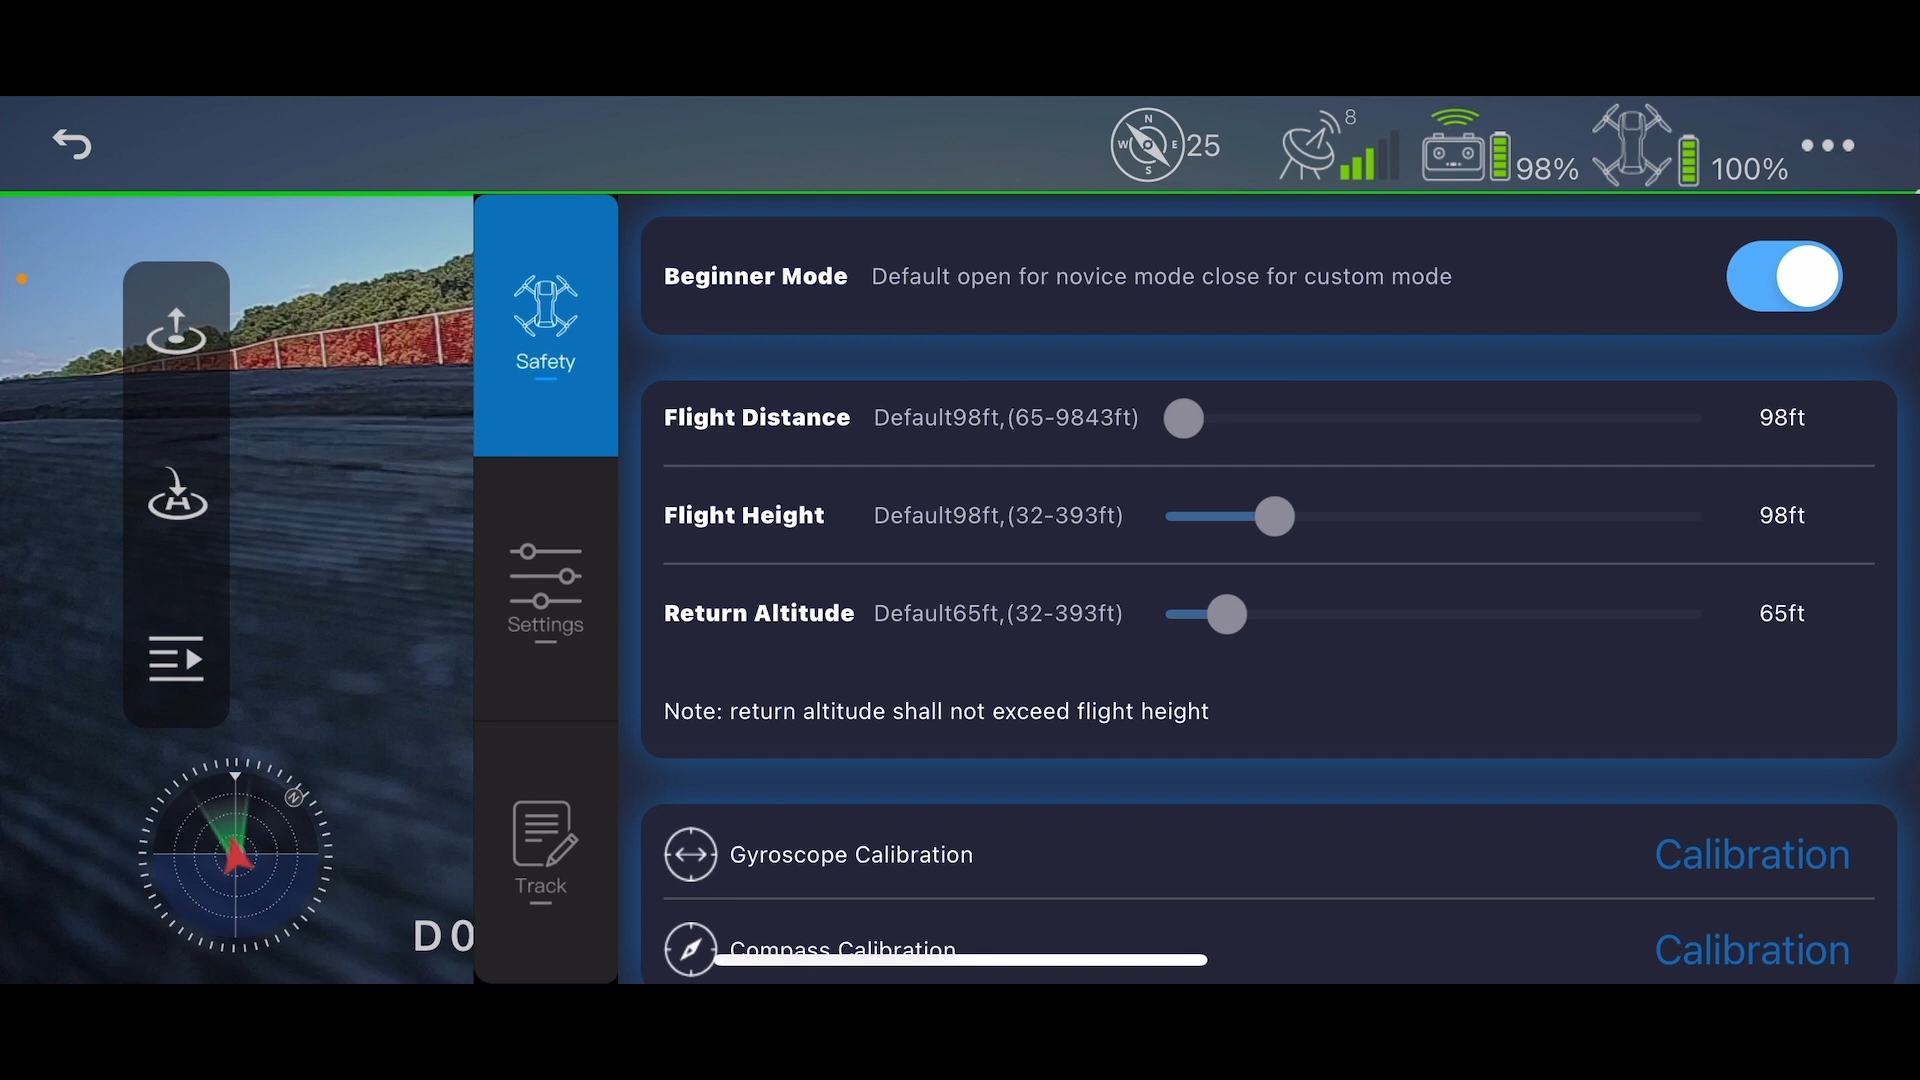 N
W E
S
25
8
98%
100%
Safety
Beginner Mode Default open for novice mode close for custom mode
Flight Distance Default98ft,(65-9843ft) 98ft
Flight Height Default98ft,(32-393ft) 98ft
Settings
Return Altitude Default65ft,(32-393ft) 65ft
Note: return altitude shall not exceed flight height
N
Track
Gyroscope Calibration Calibration
D 0
Compass Calibration Calibration